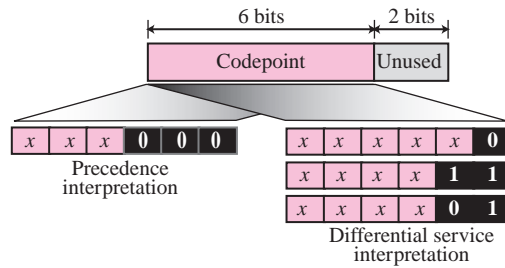 6 bits 2 bits
Codepoint Unused
x x x 0 0 0
Precedence
interpretation
x x x x x 0
x x x x 1 1
x x x x 0 1
Differential service
interpretation